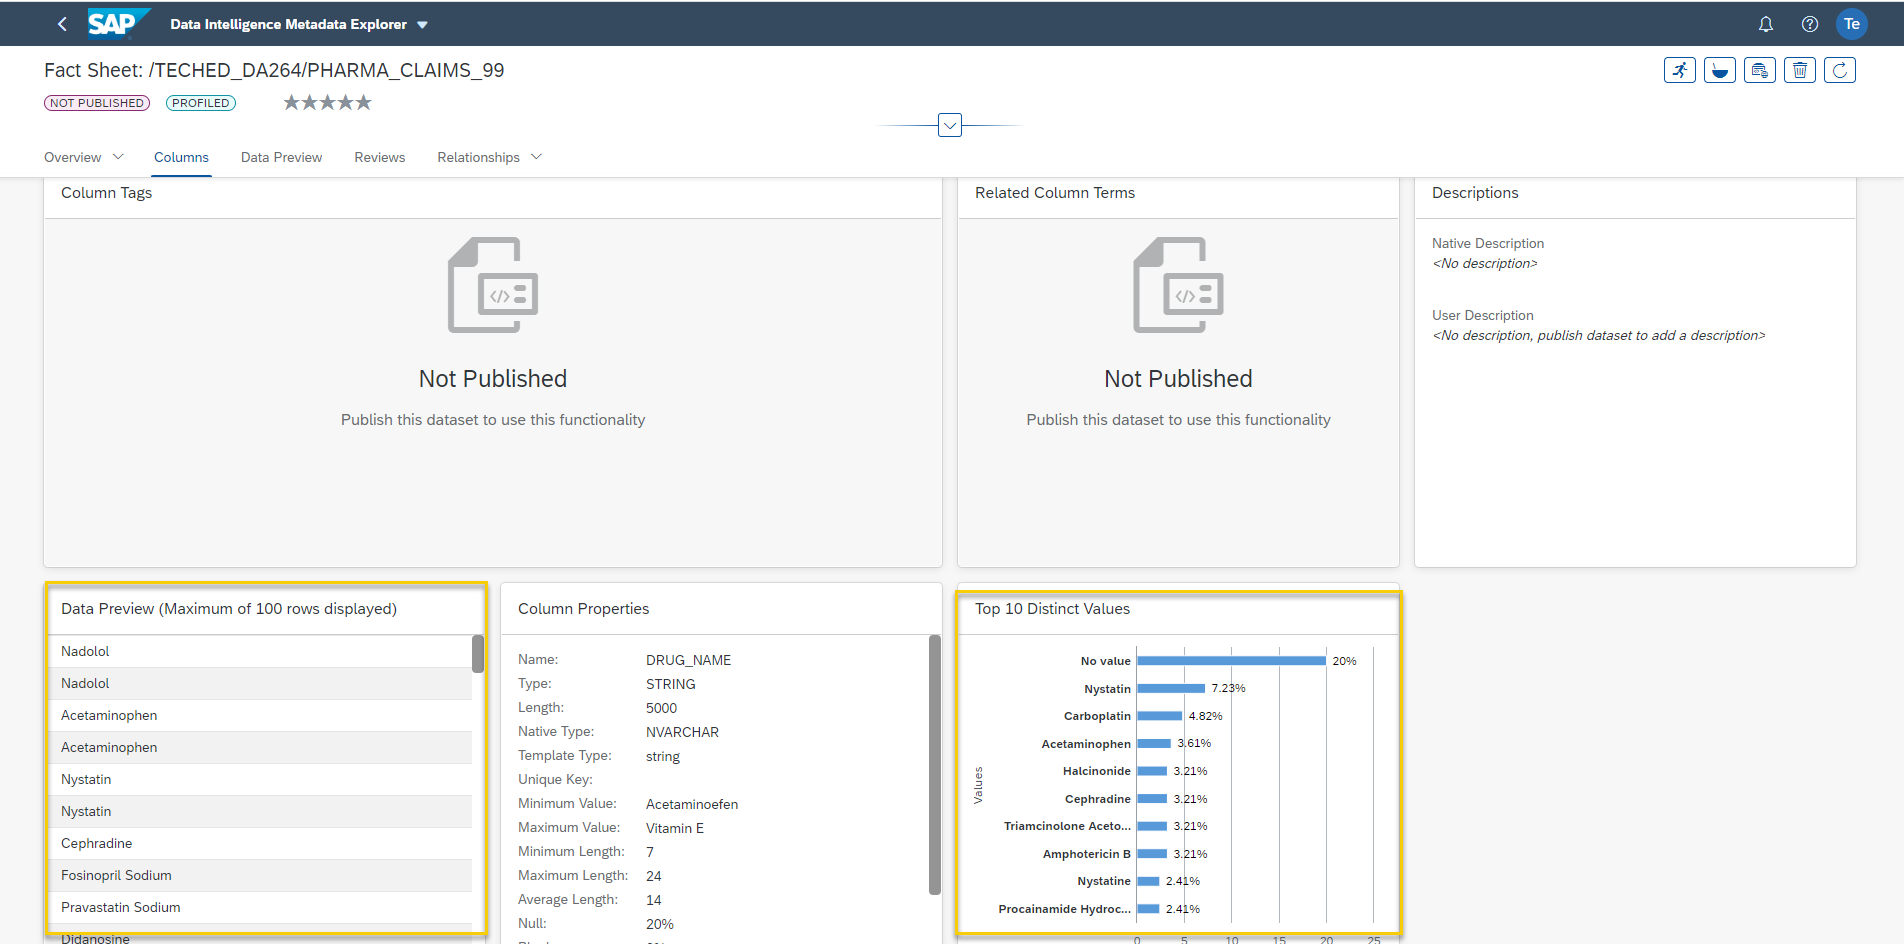 SAP
Data Intelligence Metadata Explorer
Te
Fact Sheet: /TECHED_DA264/PHARMA_CLAIMS_99
NOT PUBLISHED
PROFILED
Overview
Columns
Data Preview
Reviews
Relationships
Column Tags
Not Published
Publish this dataset to use this functionality
Related Column Terms
Not Published
Publish this dataset to use this functionality
Descriptions
Native Description
<No description>
User Description
<No description, publish dataset to add a description>
Data Preview (Maximum of 100 rows displayed)
Nadolol
Nadolol
Acetaminophen
Acetaminophen
Nystatin
Nystatin
Cephradine
Fosinopril Sodium
Pravastatin Sodium
Didanosine
Column Properties
Name: DRUG_NAME
Type: STRING
Length: 5000
Native Type: NVARCHAR
Template Type: string
Unique Key:
Minimum Value: Acetaminoefen
Maximum Value: Vitamin E
Minimum Length: 7
Maximum Length: 24
Average Length: 14
Null: 20%
Top 10 Distinct Values
Values
No value 20%
Nystatin 7.23%
Carboplatin 4.82%
Acetaminophen 3.61%
Halcinonide 3.21%
Cephradine 3.21%
Triamcinolone Aceto... 3.21%
Amphotericin B 3.21%
Nystatine 2.41%
Procainamide Hydroc... 2.41%
0 5 10 15 20 25